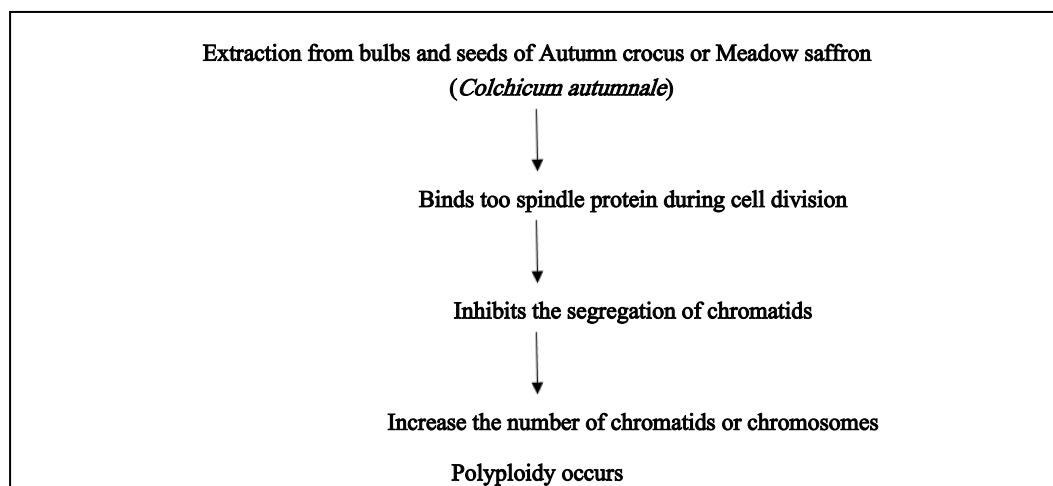 Extraction from bulbs and seeds of Autumn crocus or Meadow saffron
(Colchicum autumnale)
Binds too spindle protein during cell division
Inhibits the segregation of chromatids
Increase the number of chromatids or chromosomes
Polyploidy occurs